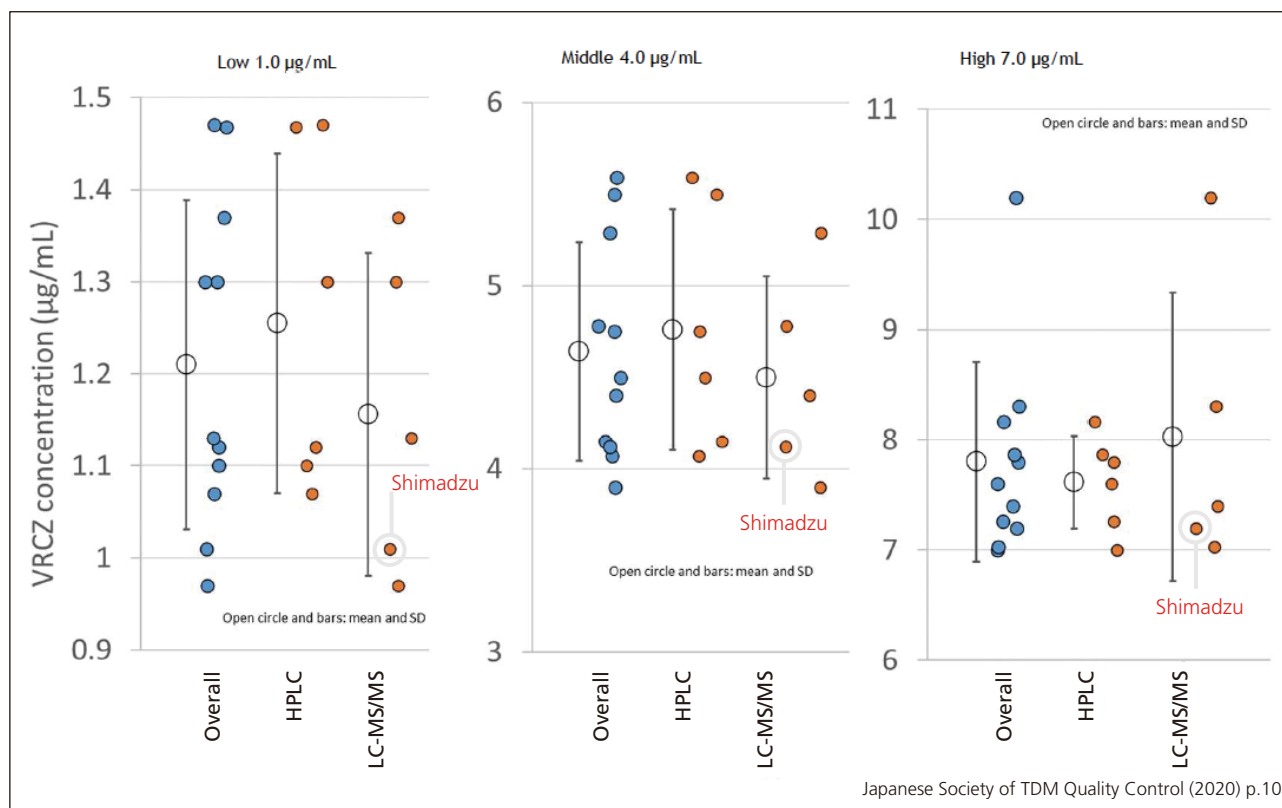 Low 1.0 µg/mL
Middle 4.0 µg/mL
High 7.0 µg/mL
VRCZ concentration (µg/mL)
1.5
1.4
1.3
1.2
1.1
1
0.9
Shimadzu
Open circle and bars: mean and SD
Overall
HPLC
LC-MS/MS
6
5
4
3
Shimadzu
Open circle and bars: mean and SD
Overall
HPLC
LC-MS/MS
11
10
9
8
7
6
Open circle and bars: mean and SD
Shimadzu
Overall
HPLC
LC-MS/MS
Japanese Society of TDM Quality Control (2020) p.10